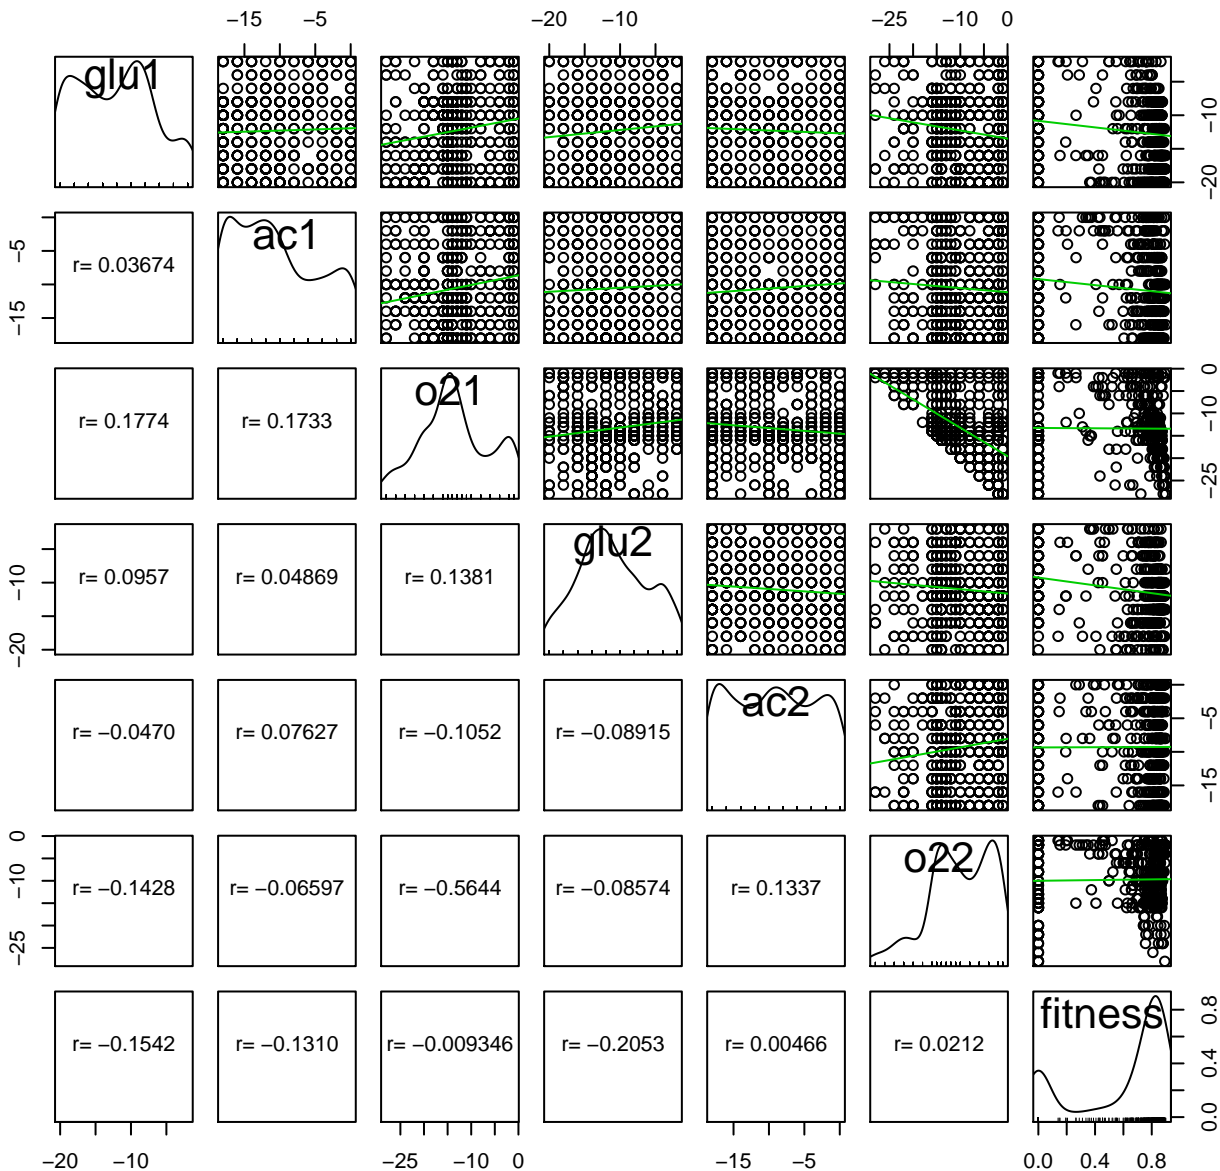 −15 −5 −20 −10 −25 −10 0
glu1
−20 −10
−15 −5
r= 0.03674
ac1
r= 0.1774 r= 0.1733
o21
−25 −10 0
−20 −10
r= 0.0957 r= 0.04869 r= 0.1381
glu2
r= −0.0470 r= 0.07627 r= −0.1052 r= −0.08915
ac2
−15 −5
−25 −10 0
r= −0.1428 r= −0.06597 r= −0.5644 r= −0.08574 r= 0.1337
o22
r= −0.1542 r= −0.1310 r= −0.009346 r= −0.2053 r= 0.00466 r= 0.0212
fitness
0.0 0.4 0.8
−20 −10 −25 −10 0 −15 −5 0.0 0.4 0.8